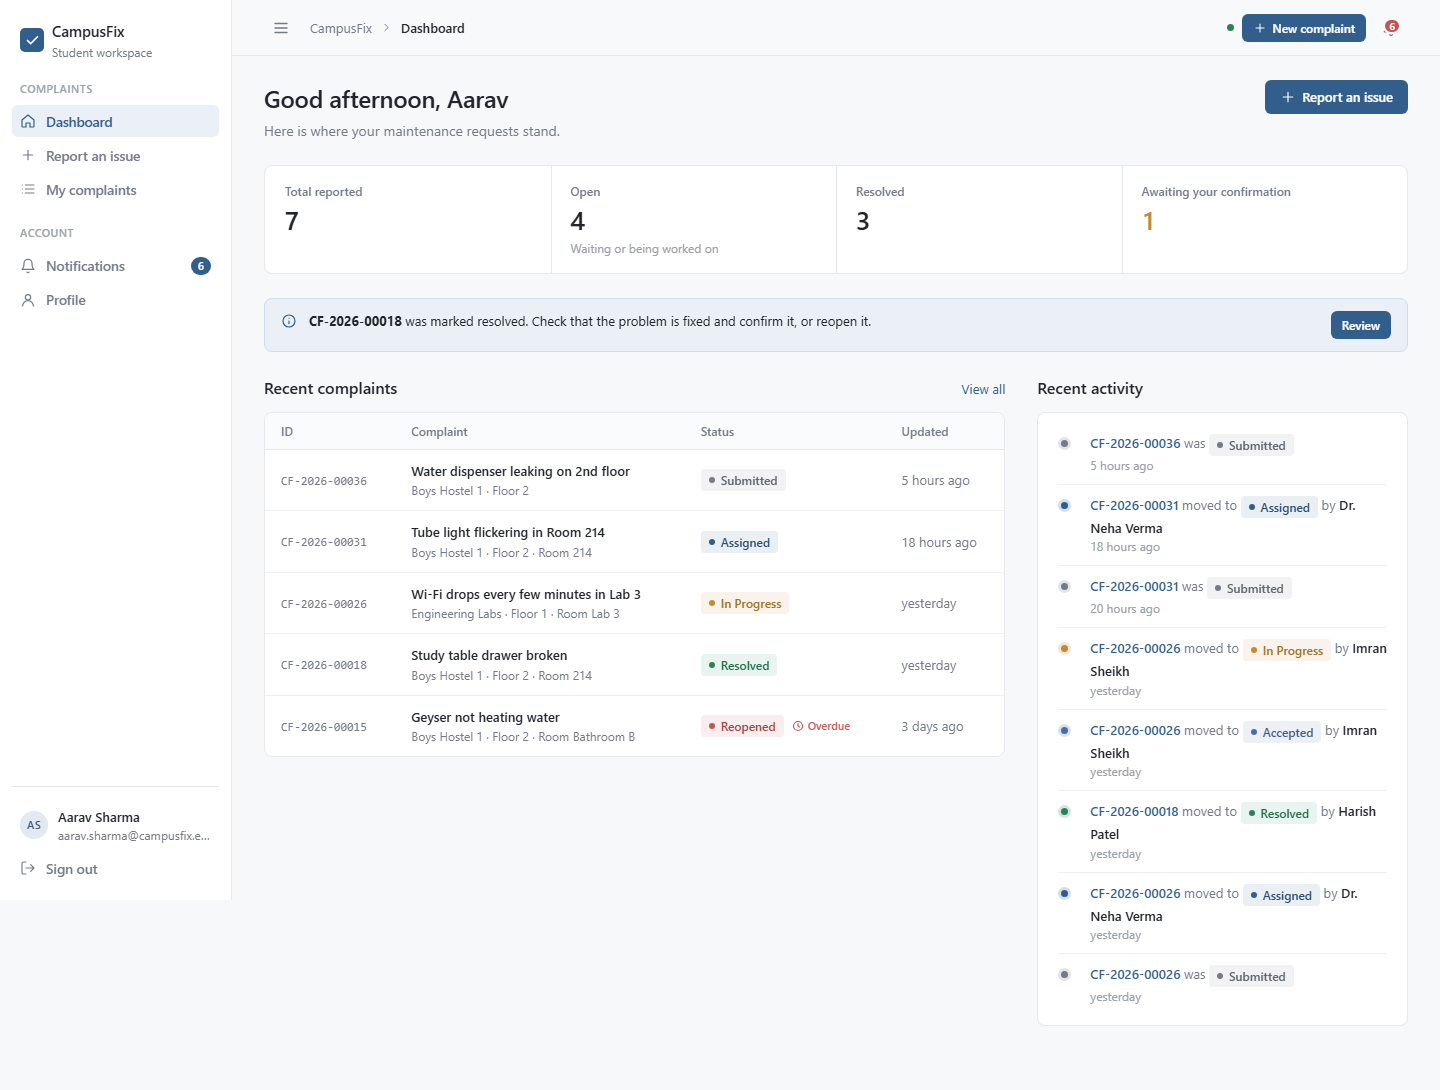 CampusFix
Student workspace
COMPLAINTS
Dashboard
Report an issue
My complaints
ACCOUNT
Notifications 6
Profile
Aarav Sharma
AS
aarav.sharma@campusfix.e...
Sign out
CampusFix > Dashboard
+ New complaint
6
Good afternoon, Aarav
Here is where your maintenance requests stand.
+ Report an issue
Total reported
7
Open
4
Waiting or being worked on
Resolved
3
Awaiting your confirmation
1
CF-2026-00018 was marked resolved. Check that the problem is fixed and confirm it, or reopen it.
Review
Recent complaints
View all
ID Complaint Status Updated
CF-2026-00036 Water dispenser leaking on 2nd floor Submitted 5 hours ago
Boys Hostel 1 · Floor 2
CF-2026-00031 Tube light flickering in Room 214 Assigned 18 hours ago
Boys Hostel 1 · Floor 2 · Room 214
CF-2026-00026 Wi-Fi drops every few minutes in Lab 3 In Progress yesterday
Engineering Labs · Floor 1 · Room Lab 3
CF-2026-00018 Study table drawer broken Resolved yesterday
Boys Hostel 1 · Floor 2 · Room 214
CF-2026-00015 Geyser not heating water Reopened Overdue 3 days ago
Boys Hostel 1 · Floor 2 · Room Bathroom B
Recent activity
CF-2026-00036 was Submitted
5 hours ago
CF-2026-00031 moved to Assigned by Dr.
Neha Verma
18 hours ago
CF-2026-00031 was Submitted
20 hours ago
CF-2026-00026 moved to In Progress by Imran
Sheikh
yesterday
CF-2026-00026 moved to Accepted by Imran
Sheikh
yesterday
CF-2026-00018 moved to Resolved by Harish
Patel
yesterday
CF-2026-00026 moved to Assigned by Dr.
Neha Verma
yesterday
CF-2026-00026 was Submitted
yesterday